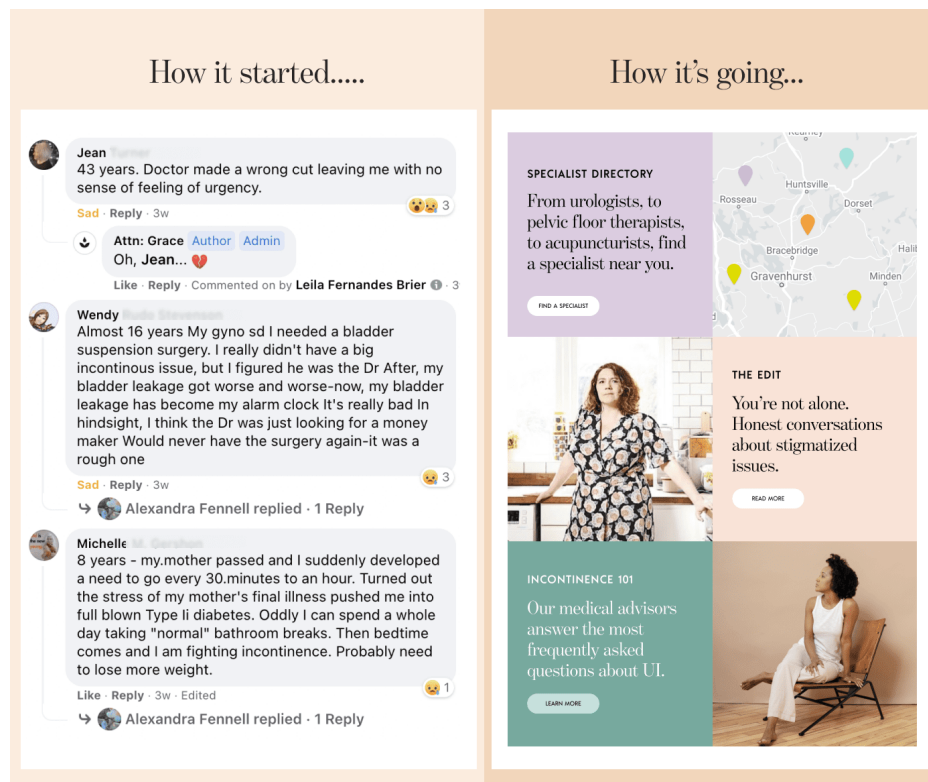 How it started.....
Jean
43 years. Doctor made a wrong cut leaving me with no
sense of feeling of urgency.
3
Sad · Reply · 3w
Attn: Grace Author Admin
Oh, Jean... 💔
Like · Reply · Commented on by Leila Fernandes Brier · 3
Wendy
Almost 16 years My gyno sd I needed a bladder
suspension surgery. I really didn't have a big
incontinous issue, but I figured he was the Dr After, my
bladder leakage got worse and worse-now, my bladder
leakage has become my alarm clock It's really bad In
hindsight, I think the Dr was just looking for a money
maker Would never have the surgery again-it was a
rough one
3
Sad · Reply · 3w
Alexandra Fennell replied · 1 Reply
Michelle
8 years - my.mother passed and I suddenly developed
a need to go every 30.minutes to an hour. Turned out
the stress of my mother's final illness pushed me into
full blown Type Ii diabetes. Oddly I can spend a whole
day taking "normal" bathroom breaks. Then bedtime
comes and I am fighting incontinence. Probably need
to lose more weight.
1
Like · Reply · 3w · Edited
Alexandra Fennell replied · 1 Reply
How it's going...
SPECIALIST DIRECTORY
From urologists, to
pelvic floor therapists,
to acupuncturists, find
a specialist near you.
FIND A SPECIALIST
Kearney
Huntsville
Rosseau
Dorset
Bracebridge
Halib
Gravenhurst
Minden
THE EDIT
You're not alone.
Honest conversations
about stigmatized
issues.
READ MORE
INCONTINENCE 101
Our medical advisors
answer the most
frequently asked
questions about UI.
LEARN MORE